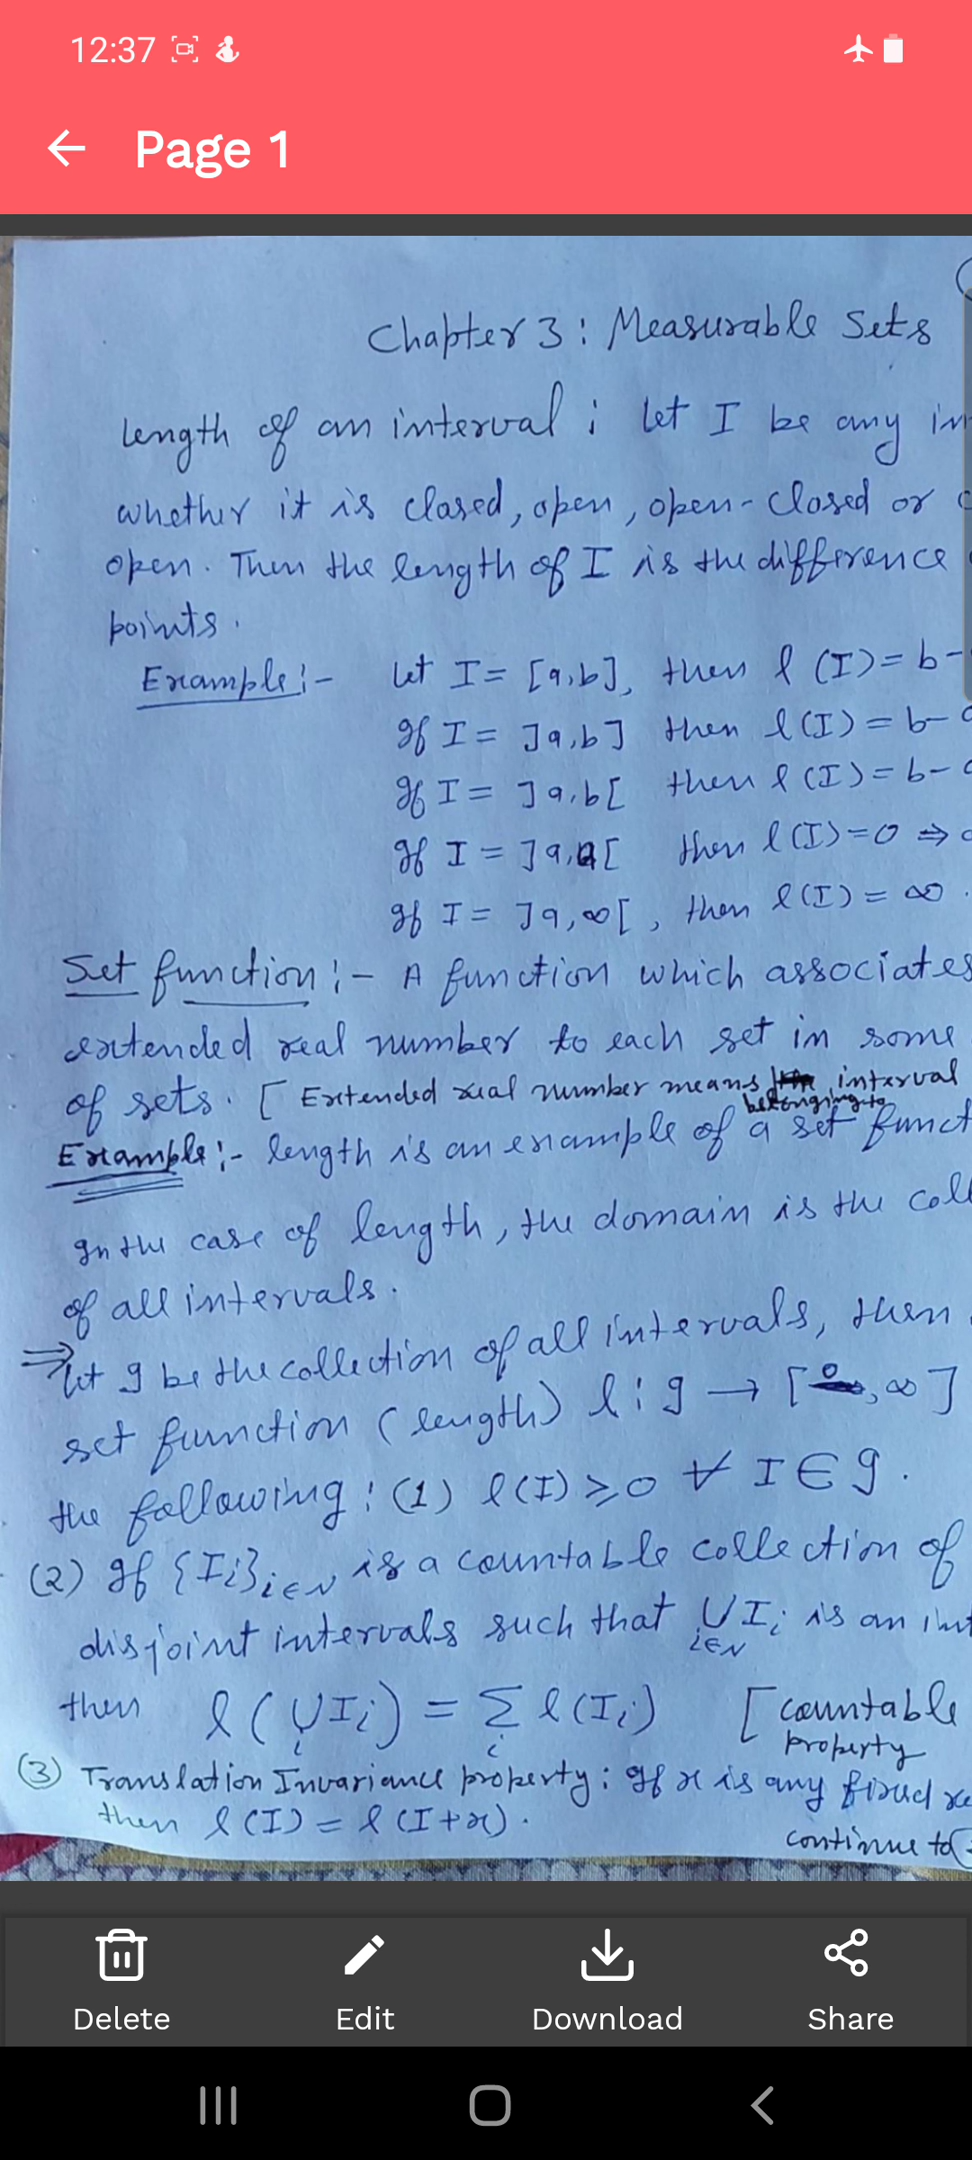 12:37
Page 1
Chapter 3: Measurable Sets
Length of an interval: Let I be any in
whether it is closed, open, open-closed or
open. Then the length of I is the difference
points.
Example:- Let I = [a,b], then l(I) = b-
If I = ]a,b] then l(I) = b-
If I = ]a,b[ then l(I) = b-
If I = ]a,a[ then l(I) = 0 ⇒
If I = ]a,∞[, then l(I) = ∞
Set function:- A function which associates
extended real number to each set in some
of sets. [Extended real number means interval
belonging to
Example:- length is an example of a set funct
In the case of length, the domain is the coll
of all intervals.
⇒ Let g be the collection of all intervals, then
set function (length) l: g → [0, ∞]
the following: (1) l(I) ≥ 0 ∀ I ∈ g.
(2) If {Ii}i∈N is a countable collection of
disjoint intervals such that ∪Ii is an int
i∈N
then l(∪Ii) = Σ l(Ii) [countable
i i property
(3) Translation Invariance property: If x is any fixed re
then l(I) = l(I+x).
continue to
Delete Edit Download Share